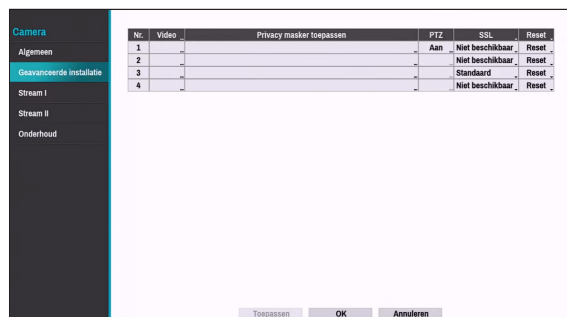 Camera
Algemeen
Geavanceerde installatie
Stream I
Stream II
Onderhoud
Nr. Video Privacy masker toepassen PTZ SSL Reset
1 Aan Niet beschikbaar Reset
2 Niet beschikbaar Reset
3 Standaard Reset
4 Niet beschikbaar Reset
Toepassen OK Annuleren